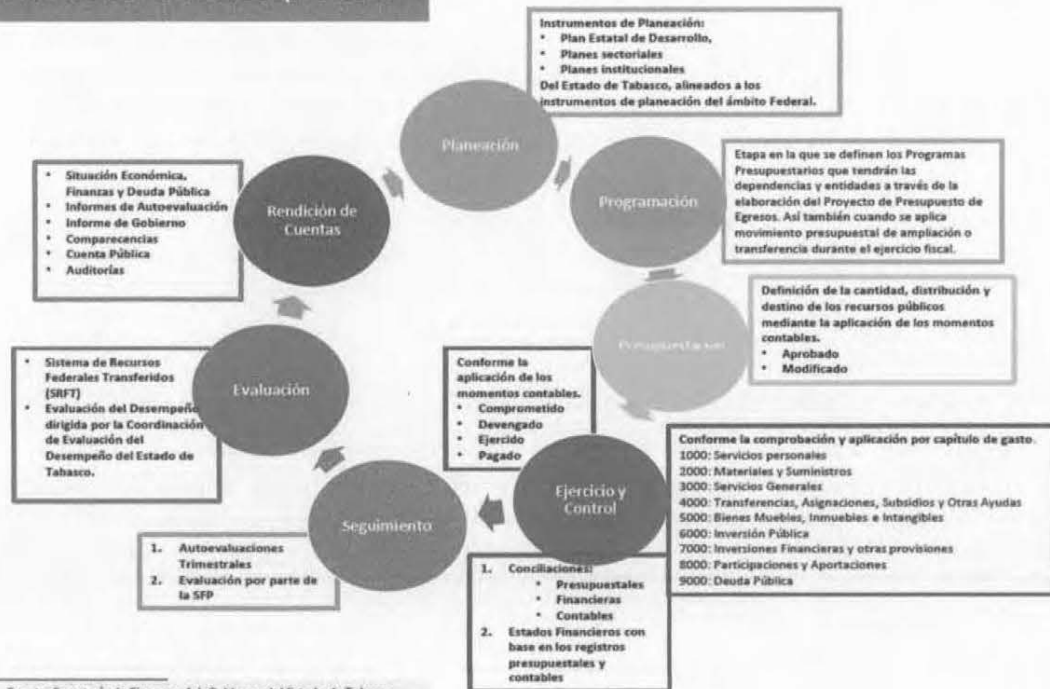 Instrumentos de Planeación:
• Plan Estatal de Desarrollo,
• Planes sectoriales
• Planes institucionales
Del Estado de Tabasco, alineados a los
instrumentos de planeación del ámbito Federal.
Planeación
Etapa en la que se definen los Programas
Presupuestarios que tendrán las
dependencias y entidades a través de la
elaboración del Proyecto de Presupuesto de
Egresos. Así también cuando se aplica
movimiento presupuestal de ampliación o
transferencia durante el ejercicio fiscal.
Programación
Definición de la cantidad, distribución y
destino de los recursos públicos
mediante la aplicación de los momentos
contables.
• Aprobado
• Modificado
Conforme la
aplicación de los
momentos contables.
• Comprometido
• Devengado
• Ejercido
• Pagado
Ejercicio y
Control
Conforme la comprobación y aplicación por capítulo de gasto.
1000: Servicios personales
2000: Materiales y Suministros
3000: Servicios Generales
4000: Transferencias, Asignaciones, Subsidios y Otras Ayudas
5000: Bienes Muebles, Inmuebles e Intangibles
6000: Inversión Pública
7000: Inversiones Financieras y otras provisiones
8000: Participaciones y Aportaciones
9000: Deuda Pública
1. Conciliaciones:
• Presupuestales
• Financieras
• Contables
2. Estados Financieros con
base en los registros
presupuestales y
contables
Seguimiento
1. Autoevaluaciones
Trimestrales
2. Evaluación por parte de
la SFP
Evaluación
• Sistema de Recursos
Federales Transferidos
(SRFT)
• Evaluación del Desempeño
dirigida por la Coordinación
de Evaluación del
Desempeño del Estado de
Tabasco.
Rendición de
Cuentas
• Situación Económica,
Finanzas y Deuda Pública
• Informes de Autoevaluación
• Informe de Gobierno
• Comparecencias
• Cuenta Pública
• Auditorías